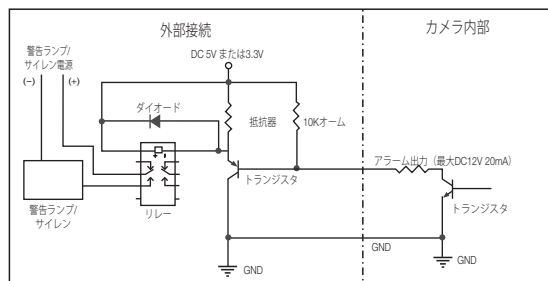 外部接続
カメラ内部
警告ランプ/
サイレン電源
(−)
(+)
DC 5V または3.3V
ダイオード
抵抗器
10Kオーム
アラーム出力（最大DC12V 20mA）
トランジスタ
トランジスタ
警告ランプ/
サイレン
リレー
GND
GND
GND